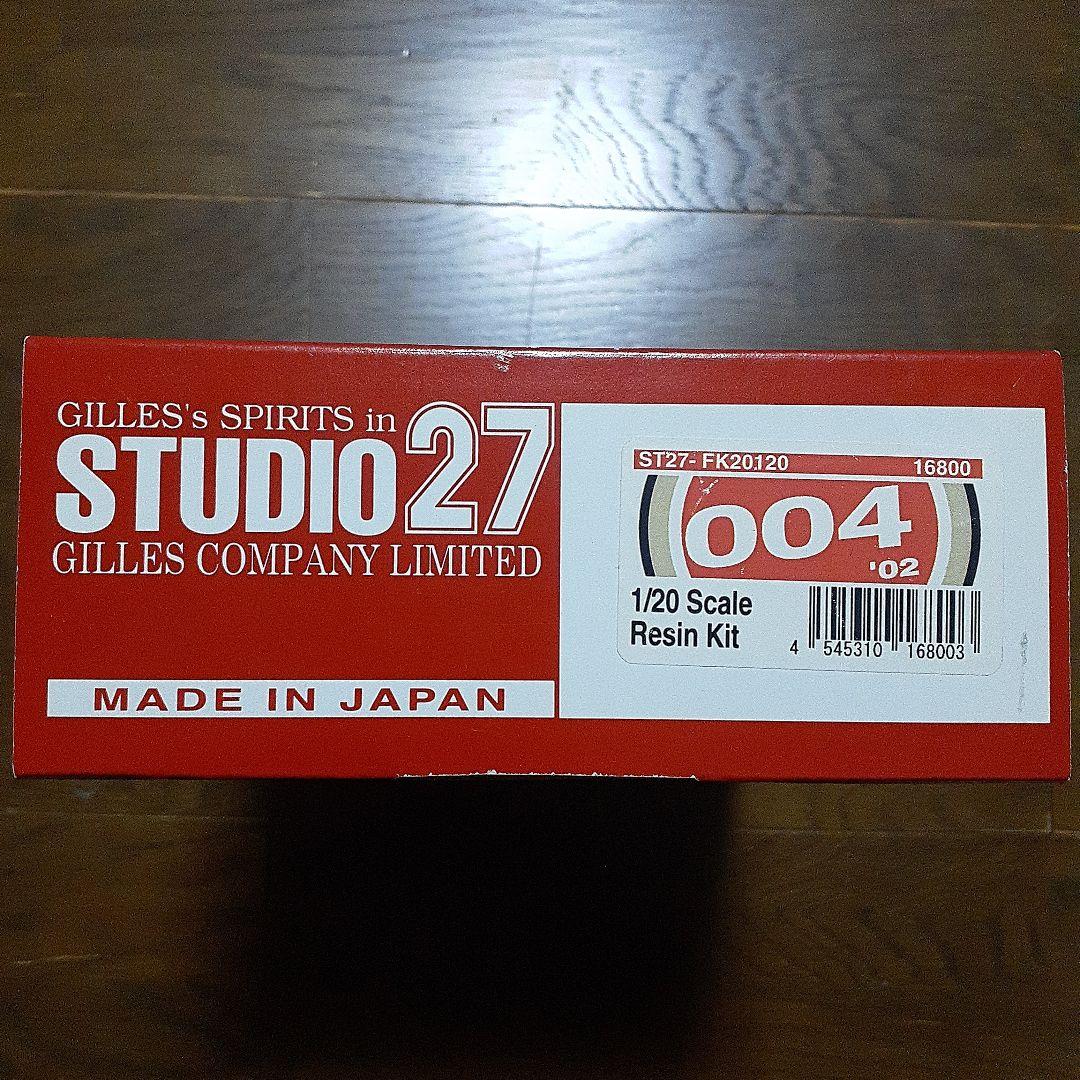 GILLES's SPIRITS in
STUDIO27
GILLES COMPANY LIMITED
MADE IN JAPAN
ST27- FK20120 16800
004
'02
1/20 Scale
Resin Kit
4 545310 168003